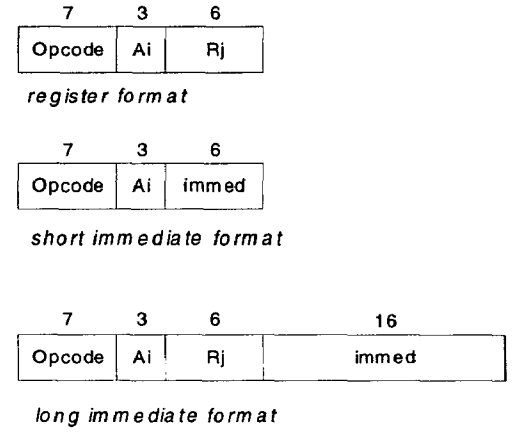 7 3 6
Opcode Ai Rj
register format
7 3 6
Opcode Ai immed
short immediate format
7 3 6 16
Opcode Ai Rj immed
long immediate format